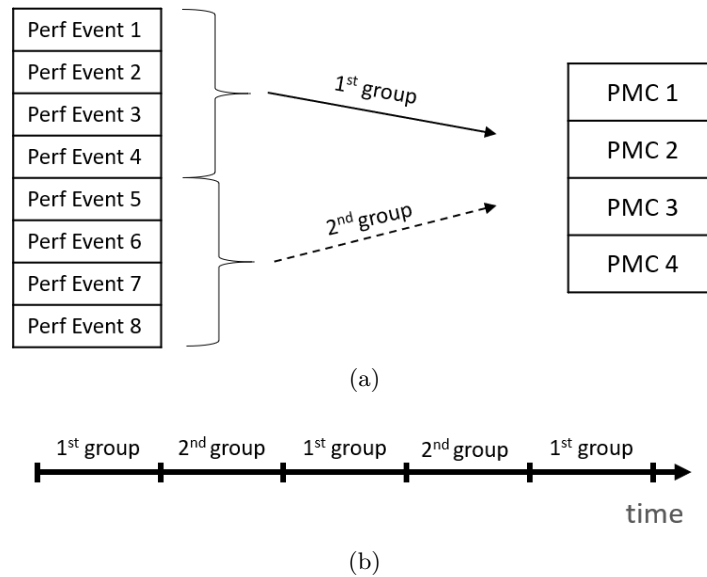 Perf Event 1
Perf Event 2
Perf Event 3
Perf Event 4
Perf Event 5
Perf Event 6
Perf Event 7
Perf Event 8
1st group
2nd group
PMC 1
PMC 2
PMC 3
PMC 4
(a)
1st group 2nd group 1st group 2nd group 1st group
time
(b)